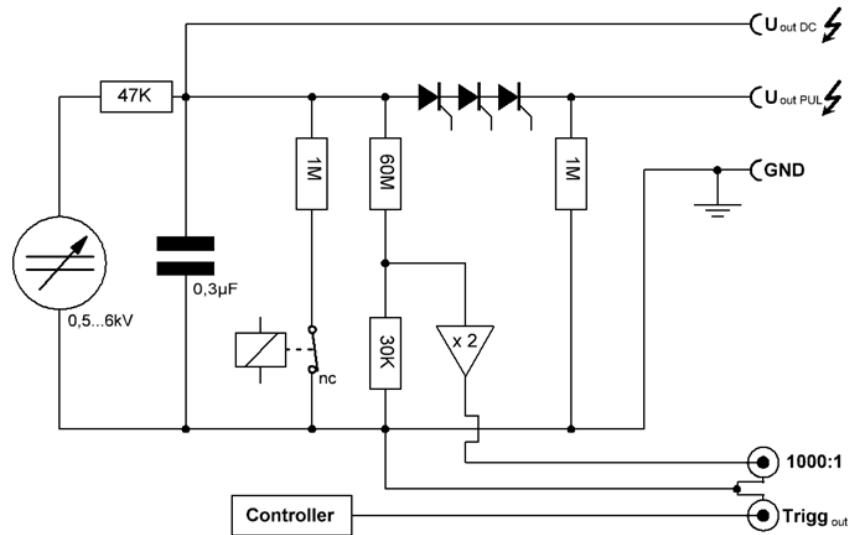 U out DC
47K
U out PUL
1M
60M
1M
GND
0,3µF
0,5...6kV
30K
x 2
nc
1000:1
Controller
Trigg out